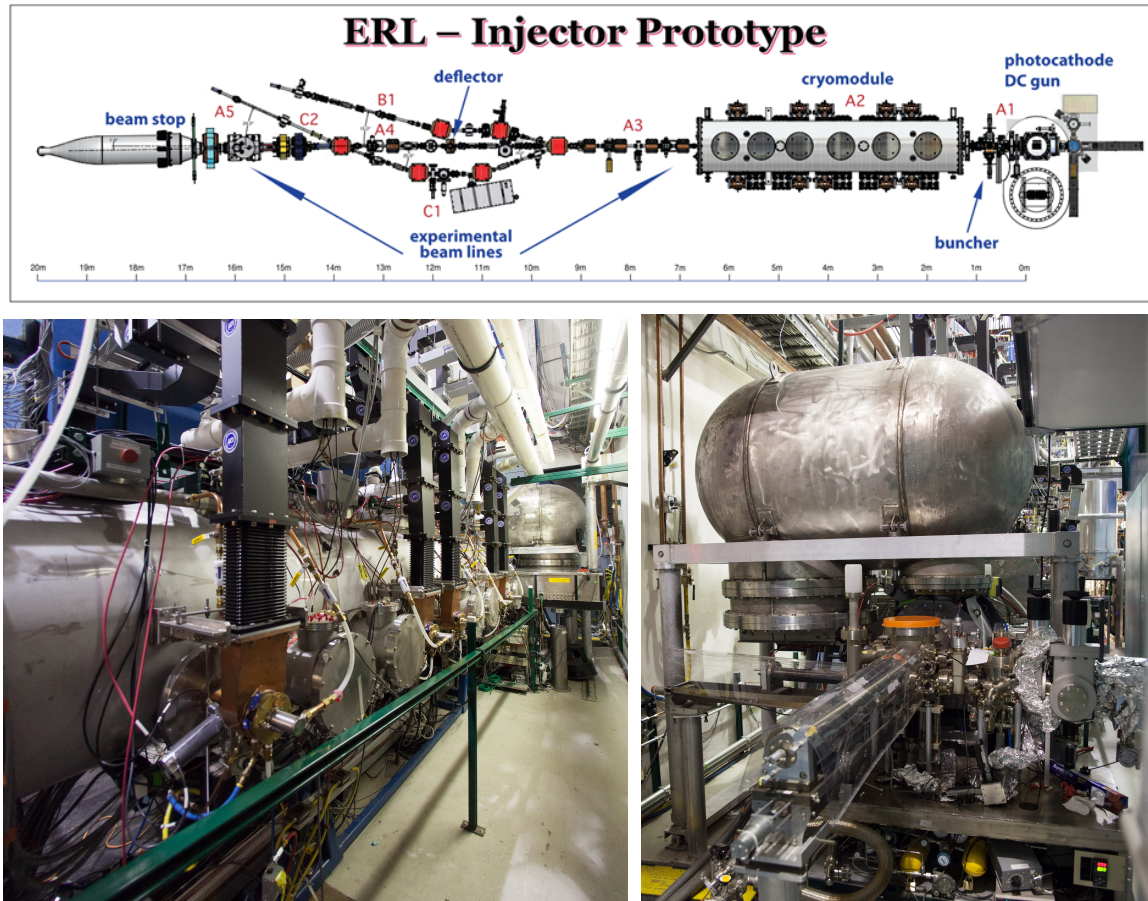 ERL – Injector Prototype
deflector
cryomodule
photocathode
DC gun
beam stop
A5
C2
B1
A4
A3
A2
A1
C1
experimental
beam lines
buncher
20m 19m 18m 17m 16m 15m 14m 13m 12m 11m 10m 9m 8m 7m 6m 5m 4m 3m 2m 1m 0m